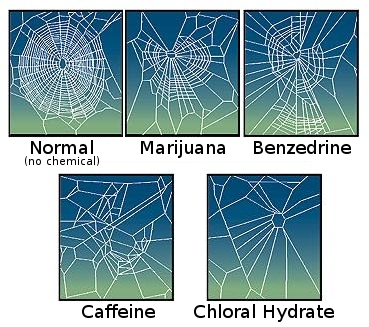 Normal
(no chemical)
Marijuana
Benzedrine
Caffeine
Chloral Hydrate